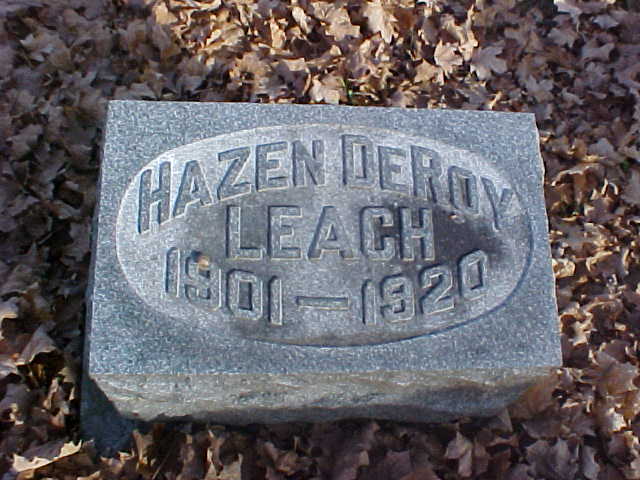 HAZEN DEROY
LEACH
1901—1920